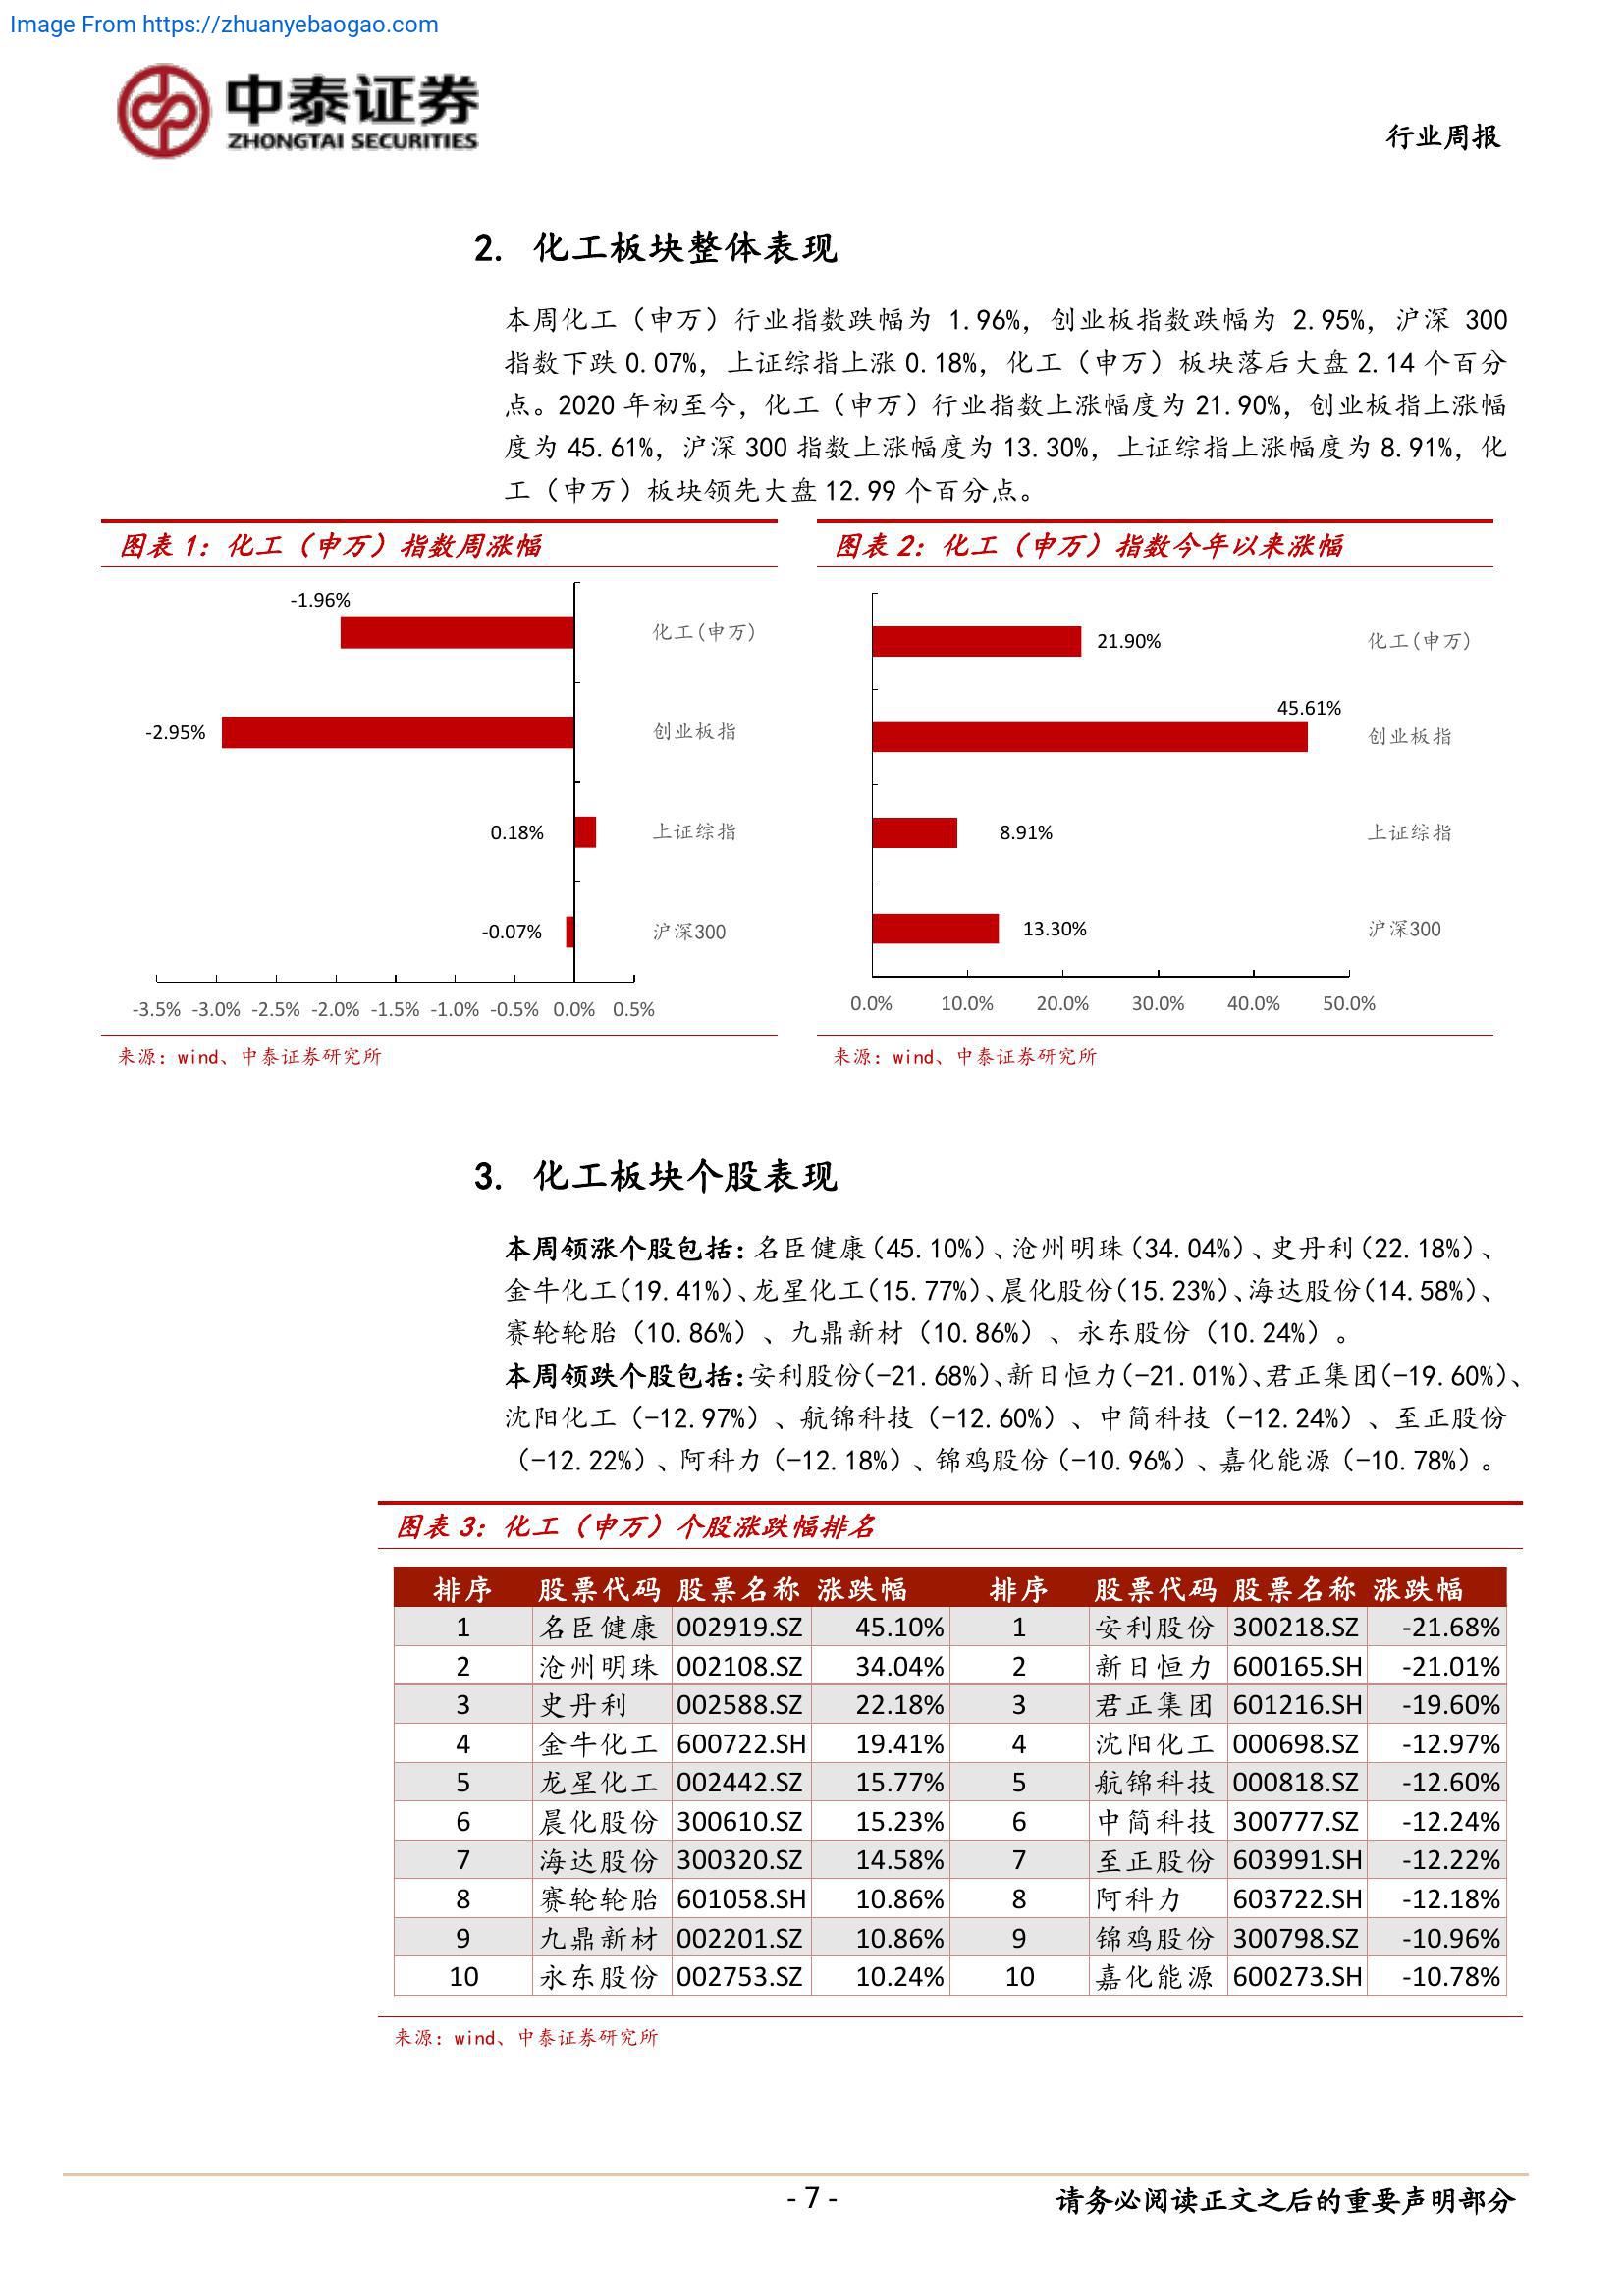 Image From https://zhuanyebaogao.com
中泰证券
ZHONGTAI SECURITIES
行业周报
2. 化工板块整体表现
本周化工（申万）行业指数跌幅为 1.96%，创业板指数跌幅为 2.95%，沪深 300
指数下跌 0.07%，上证综指上涨 0.18%，化工（申万）板块落后大盘 2.14 个百分
点。2020 年初至今，化工（申万）行业指数上涨幅度为 21.90%，创业板指上涨幅
度为 45.61%，沪深 300 指数上涨幅度为 13.30%，上证综指上涨幅度为 8.91%，化
工（申万）板块领先大盘 12.99 个百分点。
图表 1：化工（申万）指数周涨幅
-1.96% 化工(申万)
-2.95% 创业板指
0.18% 上证综指
-0.07% 沪深300
-3.5% -3.0% -2.5% -2.0% -1.5% -1.0% -0.5% 0.0% 0.5%
来源：wind、中泰证券研究所
图表 2：化工（申万）指数今年以来涨幅
21.90% 化工(申万)
45.61% 创业板指
8.91% 上证综指
13.30% 沪深300
0.0% 10.0% 20.0% 30.0% 40.0% 50.0%
来源：wind、中泰证券研究所
3. 化工板块个股表现
本周领涨个股包括：名臣健康（45.10%）、沧州明珠（34.04%）、史丹利（22.18%）、
金牛化工（19.41%）、龙星化工（15.77%）、晨化股份（15.23%）、海达股份（14.58%）、
赛轮轮胎（10.86%）、九鼎新材（10.86%）、永东股份（10.24%）。
本周领跌个股包括：安利股份（-21.68%）、新日恒力（-21.01%）、君正集团（-19.60%）、
沈阳化工（-12.97%）、航锦科技（-12.60%）、中简科技（-12.24%）、至正股份
（-12.22%）、阿科力（-12.18%）、锦鸡股份（-10.96%）、嘉化能源（-10.78%）。
图表 3：化工（申万）个股涨跌幅排名
排序 股票代码 股票名称 涨跌幅 排序 股票代码 股票名称 涨跌幅
1 名臣健康 002919.SZ 45.10% 1 安利股份 300218.SZ -21.68%
2 沧州明珠 002108.SZ 34.04% 2 新日恒力 600165.SH -21.01%
3 史丹利 002588.SZ 22.18% 3 君正集团 601216.SH -19.60%
4 金牛化工 600722.SH 19.41% 4 沈阳化工 000698.SZ -12.97%
5 龙星化工 002442.SZ 15.77% 5 航锦科技 000818.SZ -12.60%
6 晨化股份 300610.SZ 15.23% 6 中简科技 300777.SZ -12.24%
7 海达股份 300320.SZ 14.58% 7 至正股份 603991.SH -12.22%
8 赛轮轮胎 601058.SH 10.86% 8 阿科力 603722.SH -12.18%
9 九鼎新材 002201.SZ 10.86% 9 锦鸡股份 300798.SZ -10.96%
10 永东股份 002753.SZ 10.24% 10 嘉化能源 600273.SH -10.78%
来源：wind、中泰证券研究所
- 7 -
请务必阅读正文之后的重要声明部分